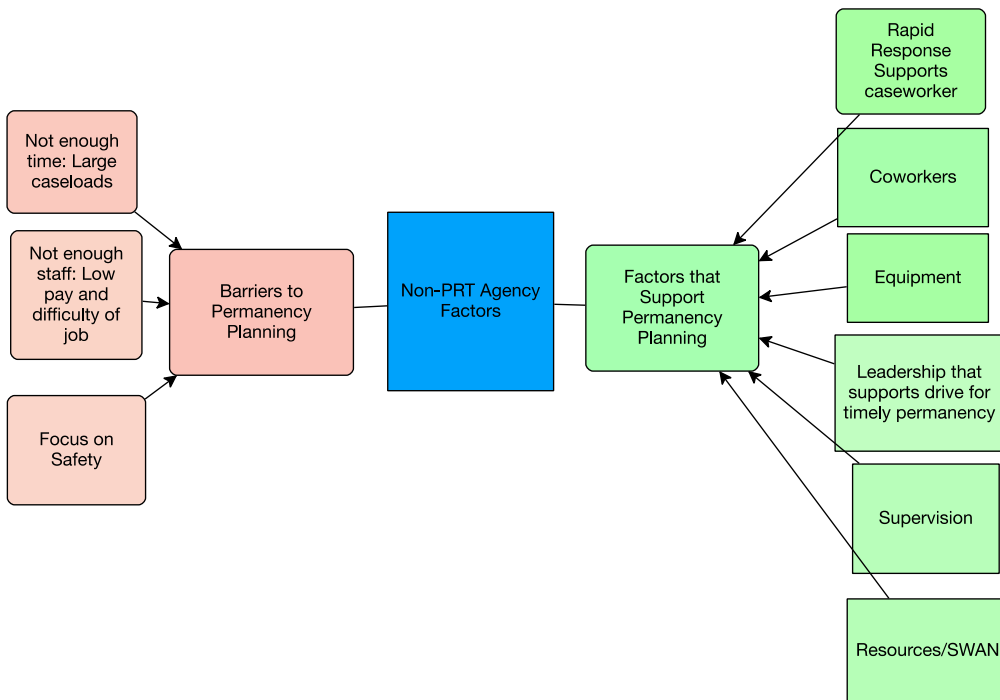 Not enough
time: Large
caseloads
Not enough
staff: Low
pay and
difficulty of
job
Focus on
Safety
Barriers to
Permanency
Planning
Non-PRT Agency
Factors
Factors that
Support
Permanency
Planning
Rapid
Response
Supports
caseworker
Coworkers
Equipment
Leadership that
supports drive for
timely permanency
Supervision
Resources/SWAN